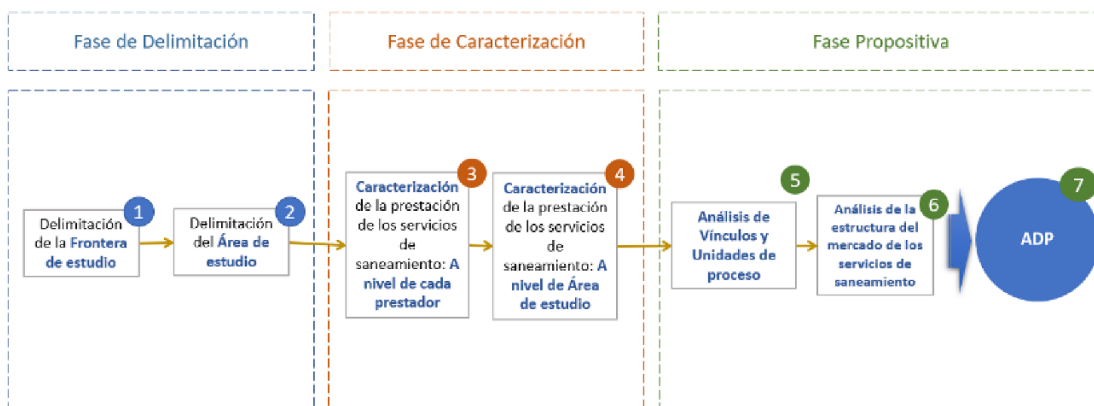 Fase de Delimitación
Fase de Caracterización
Fase Propositiva
1
Delimitación
de la Frontera
de estudio
2
Delimitación
del Área de
estudio
3
Caracterización
de la prestación
de los servicios
de
saneamiento: A
nivel de cada
prestador
4
Caracterización
de la prestación
de los servicios
de
saneamiento: A
nivel de Área
de estudio
5
Análisis de
Vínculos y
Unidades de
proceso
6
Análisis de la
estructura del
mercado de los
servicios de
saneamiento
7
ADP